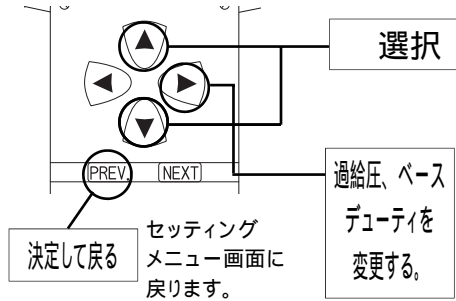 選択
過給圧、ベース
デューティを
変更する。
PREV.
NEXT
決定して戻る
セッティング
メニュー画面に
戻ります。